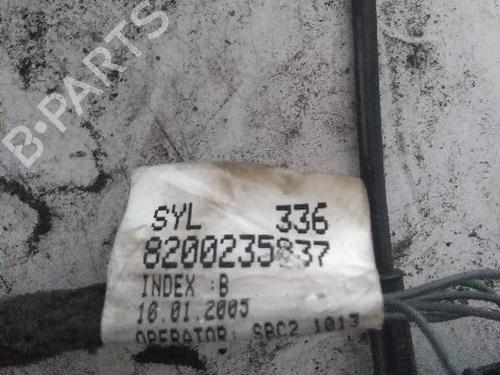 B-PARTS
SYL 336
8200235837
INDEX :B
10.01.2005
OPERATOR: SBC2 1013